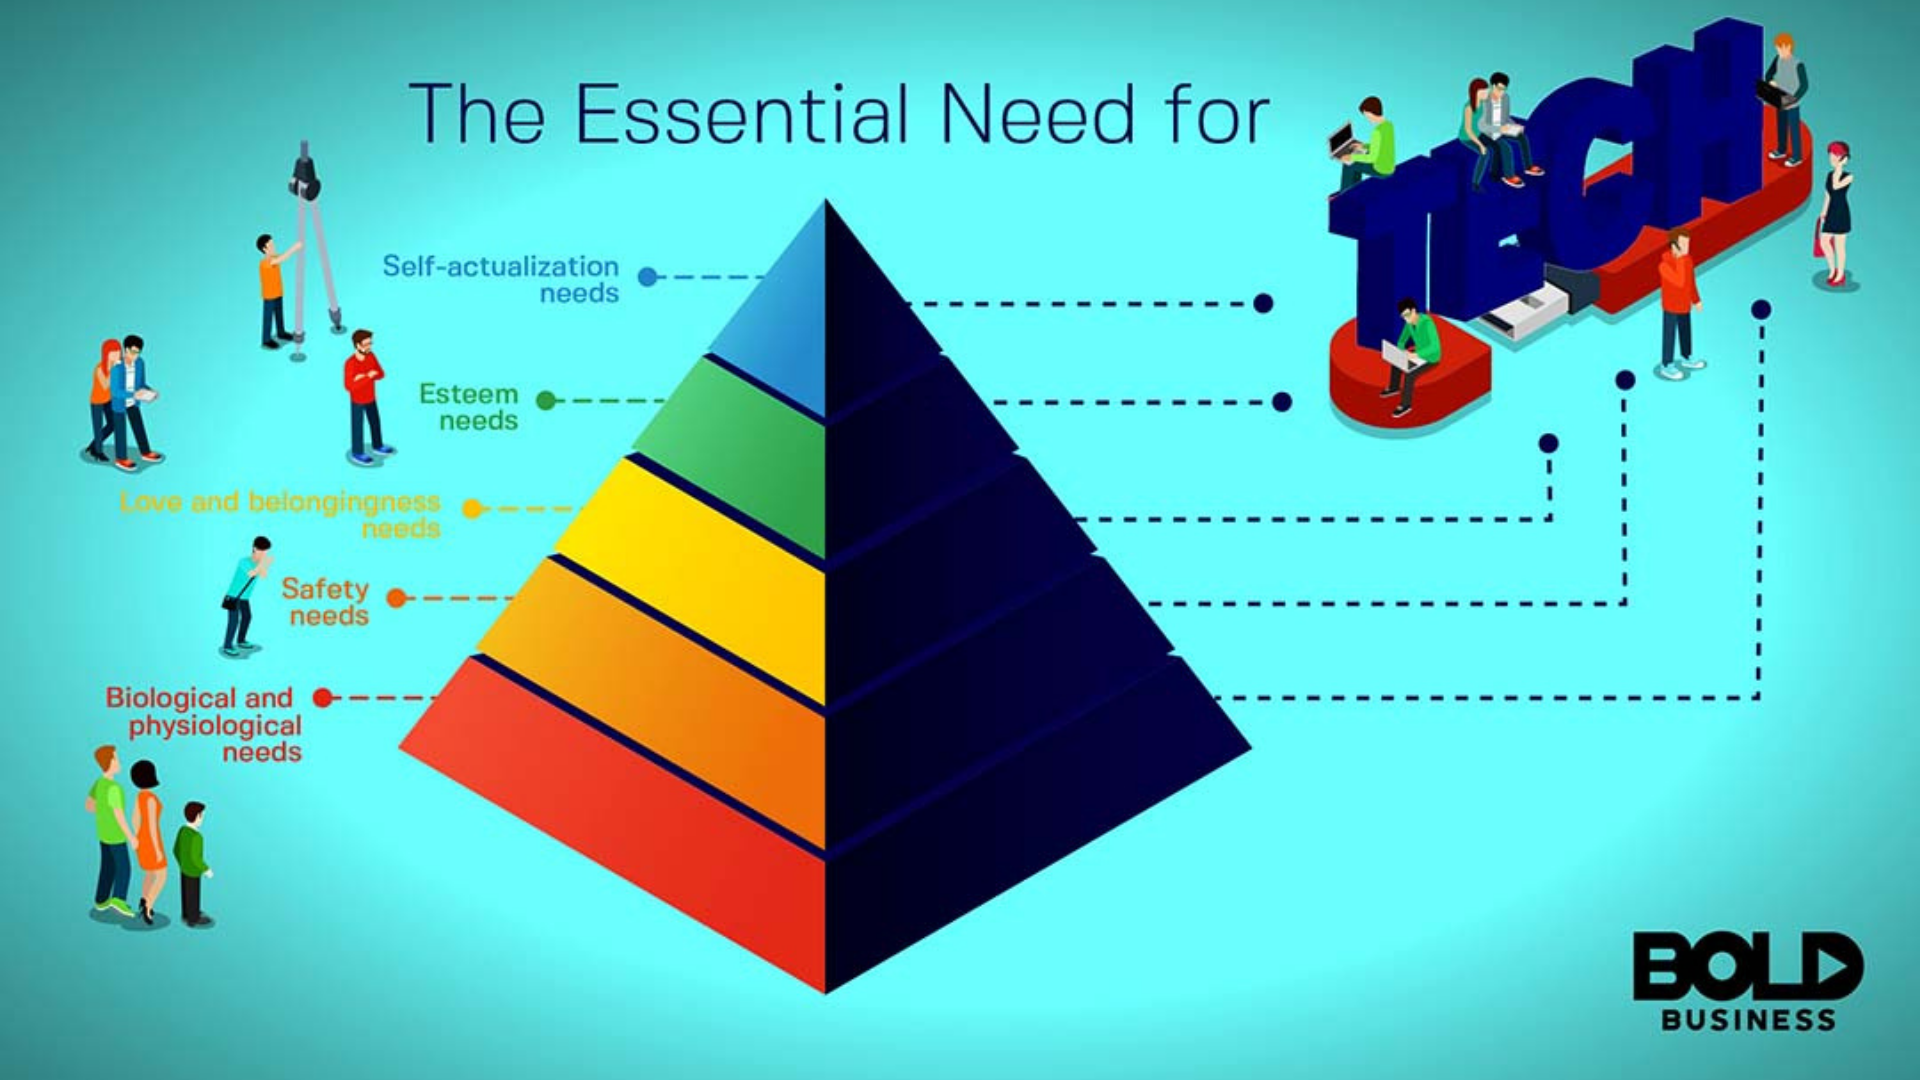 The Essential Need for
TECH
Self-actualization
needs
Esteem
needs
Love and belongingness
needs
Safety
needs
Biological and
physiological
needs
BOLD
BUSINESS